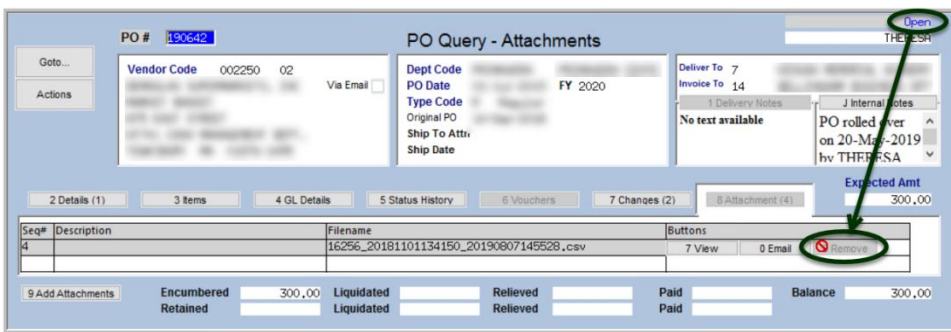 Open
PO # 190642 PO Query - Attachments THERESA
Goto...
Actions
Vendor Code 002250 02
Via Email
Dept Code
PO Date FY 2020
Type Code
Original PO
Ship To Attn
Ship Date
Deliver To 7
Invoice To 14
1 Delivery Notes
No text available
J Internal Notes
PO rolled over
on 20-May-2019
by THERESA
Expected Amt
300.00
2 Details (1) 3 Items 4 GL Details 5 Status History 6 Vouchers 7 Changes (2) 8 Attachment (4)
Seq# Description Filename Buttons
4 16256_20181101134150_20190807145528.csv 7 View 0 Email Remove
9 Add Attachments Encumbered 300.00 Liquidated Relieved Paid Balance 300.00
Retained Liquidated Relieved Paid